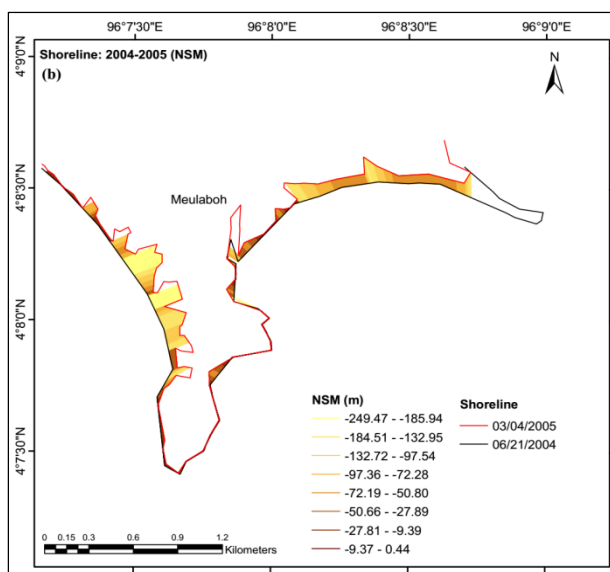 96°7'30"E 96°8'0"E 96°8'30"E 96°9'0"E
Shoreline: 2004-2005 (NSM)
(b)
N
4°9'0"N
4°8'30"N
4°8'0"N
4°7'30"N
Meulaboh
NSM (m)
-249.47 - -185.94
-184.51 - -132.95
-132.72 - -97.54
-97.36 - -72.28
-72.19 - -50.80
-50.66 - -27.89
-27.81 - -9.39
-9.37 - 0.44
Shoreline
03/04/2005
06/21/2004
0 0.15 0.3 0.6 0.9 1.2
Kilometers